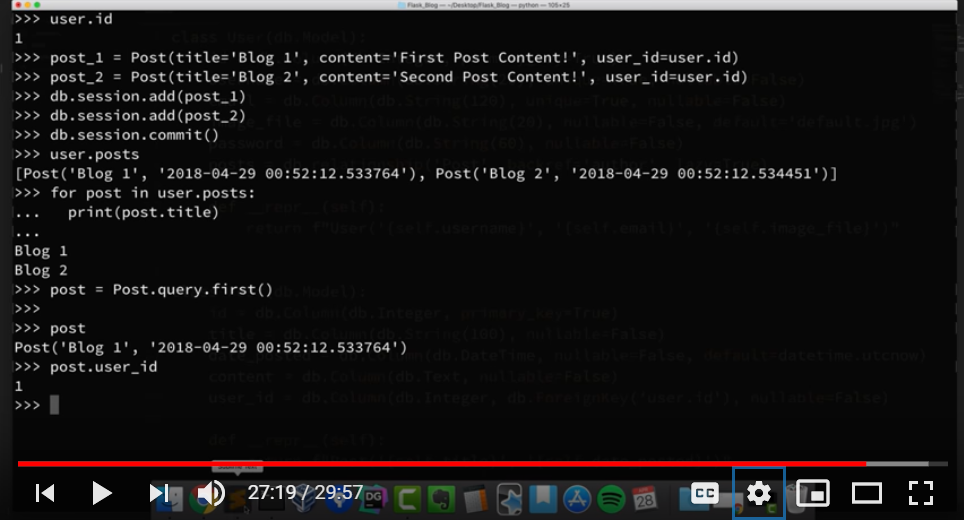 Flask_Blog — ~/Desktop/Flask_Blog — python — 105×25
>>> user.id
1
>>> post_1 = Post(title='Blog 1', content='First Post Content!', user_id=user.id)
>>> post_2 = Post(title='Blog 2', content='Second Post Content!', user_id=user.id)
>>> db.session.add(post_1)
>>> db.session.add(post_2)
>>> db.session.commit()
>>> user.posts
[Post('Blog 1', '2018-04-29 00:52:12.533764'), Post('Blog 2', '2018-04-29 00:52:12.534451')]
>>> for post in user.posts:
...   print(post.title)
...
Blog 1
Blog 2
>>> post = Post.query.first()
>>>
>>> post
Post('Blog 1', '2018-04-29 00:52:12.533764')
>>> post.user_id
1
>>>
27:19 / 29:57
DG
28
CC